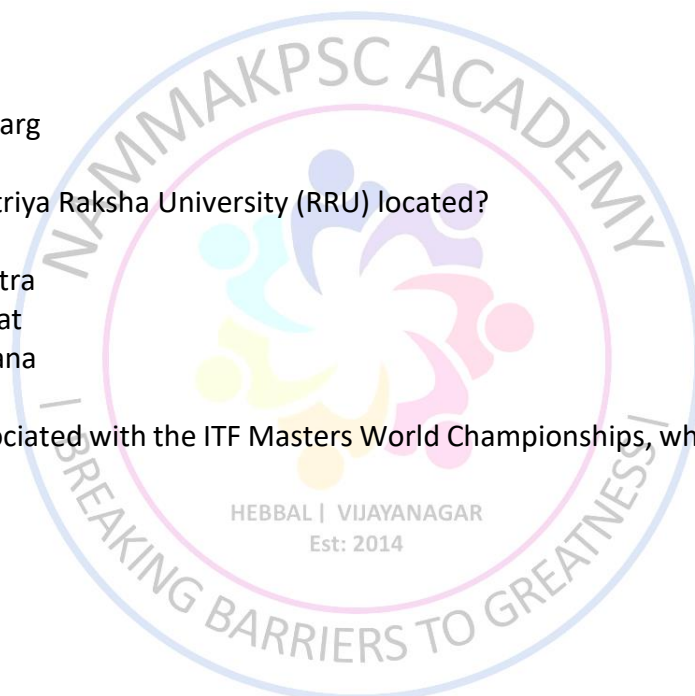 arg
triya Raksha University (RRU) located?
tra
at
ana
ociated with the ITF Masters World Championships, wh
NAMMAKPSC ACADEMY
HEBBAL | VIJAYANAGAR
Est: 2014
| BREAKING BARRIERS TO GREATNESS |